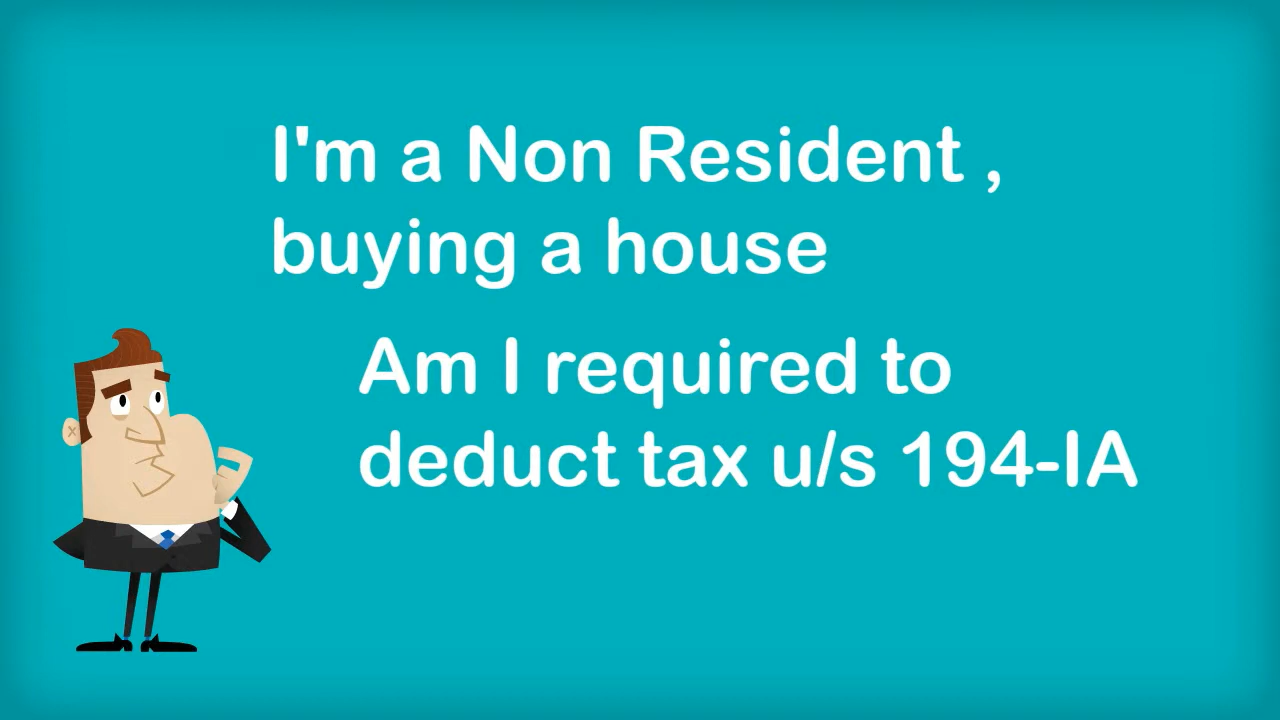 I'm a Non Resident ,
buying a house
Am I required to
deduct tax u/s 194-IA